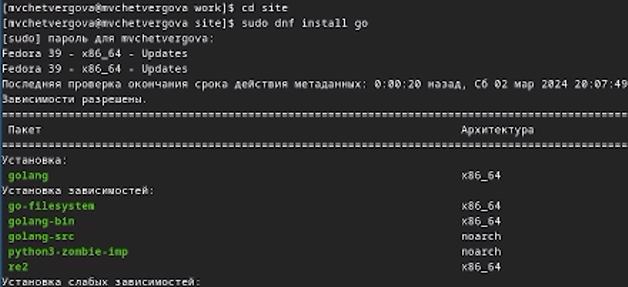 [mvchetvergova@mvchetvergova work]$ cd site
[mvchetvergova@mvchetvergova site]$ sudo dnf install go
[sudo] пароль для mvchetvergova:
Fedora 39 - x86_64 - Updates
Fedora 39 - x86_64 - Updates
Последняя проверка окончания срока действия метаданных: 0:00:20 назад, Сб 02 мар 2024 20:07:49
Зависимости разрешены.
================================================================================
Пакет Архитектура
================================================================================
Установка:
golang x86_64
Установка зависимостей:
go-filesystem x86_64
golang-bin x86_64
golang-src noarch
python3-zombie-imp noarch
re2 x86_64
Установка слабых зависимостей: